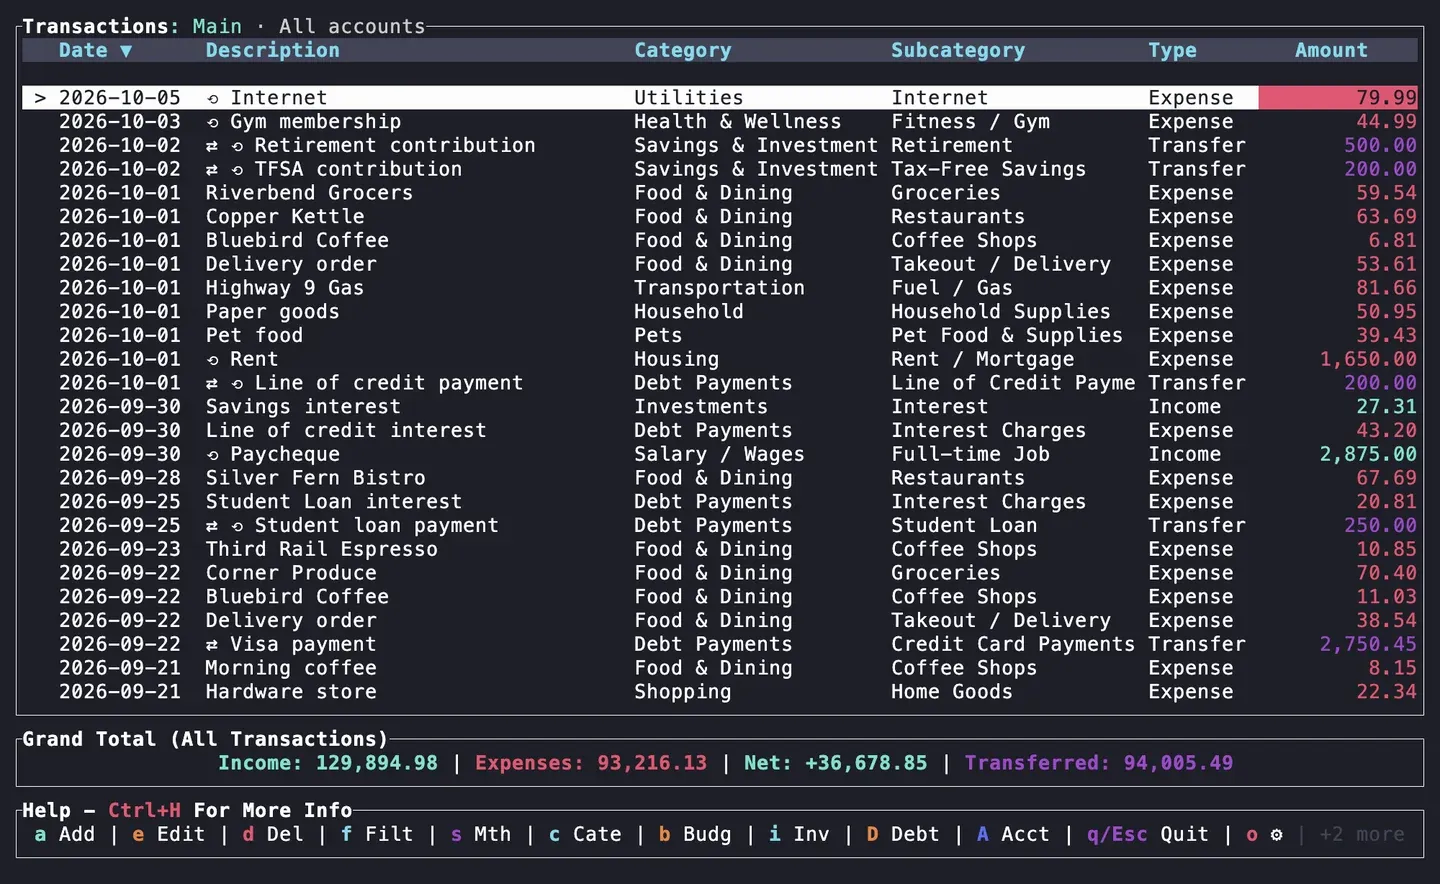 Transactions: Main · All accounts
Date ▼ Description Category Subcategory Type Amount
> 2026-10-05 ⟲ Internet Utilities Internet Expense 79.99
2026-10-03 ⟲ Gym membership Health & Wellness Fitness / Gym Expense 44.99
2026-10-02 ⇄ ⟲ Retirement contribution Savings & Investment Retirement Transfer 500.00
2026-10-02 ⇄ ⟲ TFSA contribution Savings & Investment Tax-Free Savings Transfer 200.00
2026-10-01 Riverbend Grocers Food & Dining Groceries Expense 59.54
2026-10-01 Copper Kettle Food & Dining Restaurants Expense 63.69
2026-10-01 Bluebird Coffee Food & Dining Coffee Shops Expense 6.81
2026-10-01 Delivery order Food & Dining Takeout / Delivery Expense 53.61
2026-10-01 Highway 9 Gas Transportation Fuel / Gas Expense 81.66
2026-10-01 Paper goods Household Household Supplies Expense 50.95
2026-10-01 Pet food Pets Pet Food & Supplies Expense 39.43
2026-10-01 ⟲ Rent Housing Rent / Mortgage Expense 1,650.00
2026-10-01 ⇄ ⟲ Line of credit payment Debt Payments Line of Credit Payme Transfer 200.00
2026-09-30 Savings interest Investments Interest Income 27.31
2026-09-30 Line of credit interest Debt Payments Interest Charges Expense 43.20
2026-09-30 ⟲ Paycheque Salary / Wages Full-time Job Income 2,875.00
2026-09-28 Silver Fern Bistro Food & Dining Restaurants Expense 67.69
2026-09-25 Student Loan interest Debt Payments Interest Charges Expense 20.81
2026-09-25 ⇄ ⟲ Student loan payment Debt Payments Student Loan Transfer 250.00
2026-09-23 Third Rail Espresso Food & Dining Coffee Shops Expense 10.85
2026-09-22 Corner Produce Food & Dining Groceries Expense 70.40
2026-09-22 Bluebird Coffee Food & Dining Coffee Shops Expense 11.03
2026-09-22 Delivery order Food & Dining Takeout / Delivery Expense 38.54
2026-09-22 ⇄ Visa payment Debt Payments Credit Card Payments Transfer 2,750.45
2026-09-21 Morning coffee Food & Dining Coffee Shops Expense 8.15
2026-09-21 Hardware store Shopping Home Goods Expense 22.34
Grand Total (All Transactions)
Income: 129,894.98 | Expenses: 93,216.13 | Net: +36,678.85 | Transferred: 94,005.49
Help - Ctrl+H For More Info
a Add | e Edit | d Del | f Filt | s Mth | c Cate | b Budg | i Inv | D Debt | A Acct | q/Esc Quit | o ⚙ | +2 more